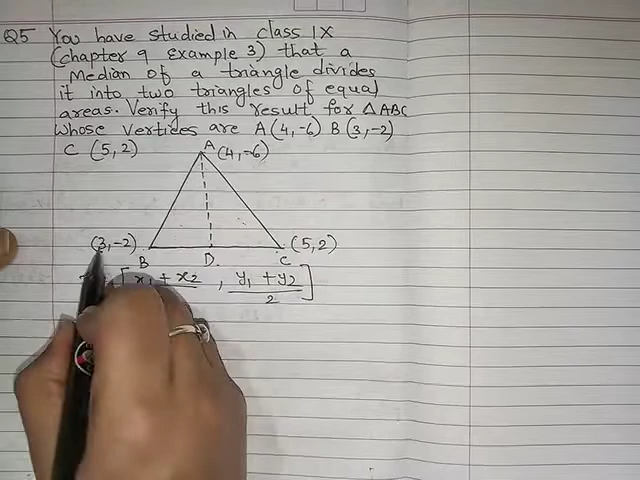 Q5 You have studied in class IX
(chapter 9 Example 3) that a
Median of a triangle divides
it into two triangles of equal
areas. Verify this result for △ABC
Whose Vertices are A(4,-6) B(3,-2)
C (5,2)
A (4,-6)
(3,-2) (5,2)
B D. C
[x₁ + x₂ , y₁ + y₂ / 2]